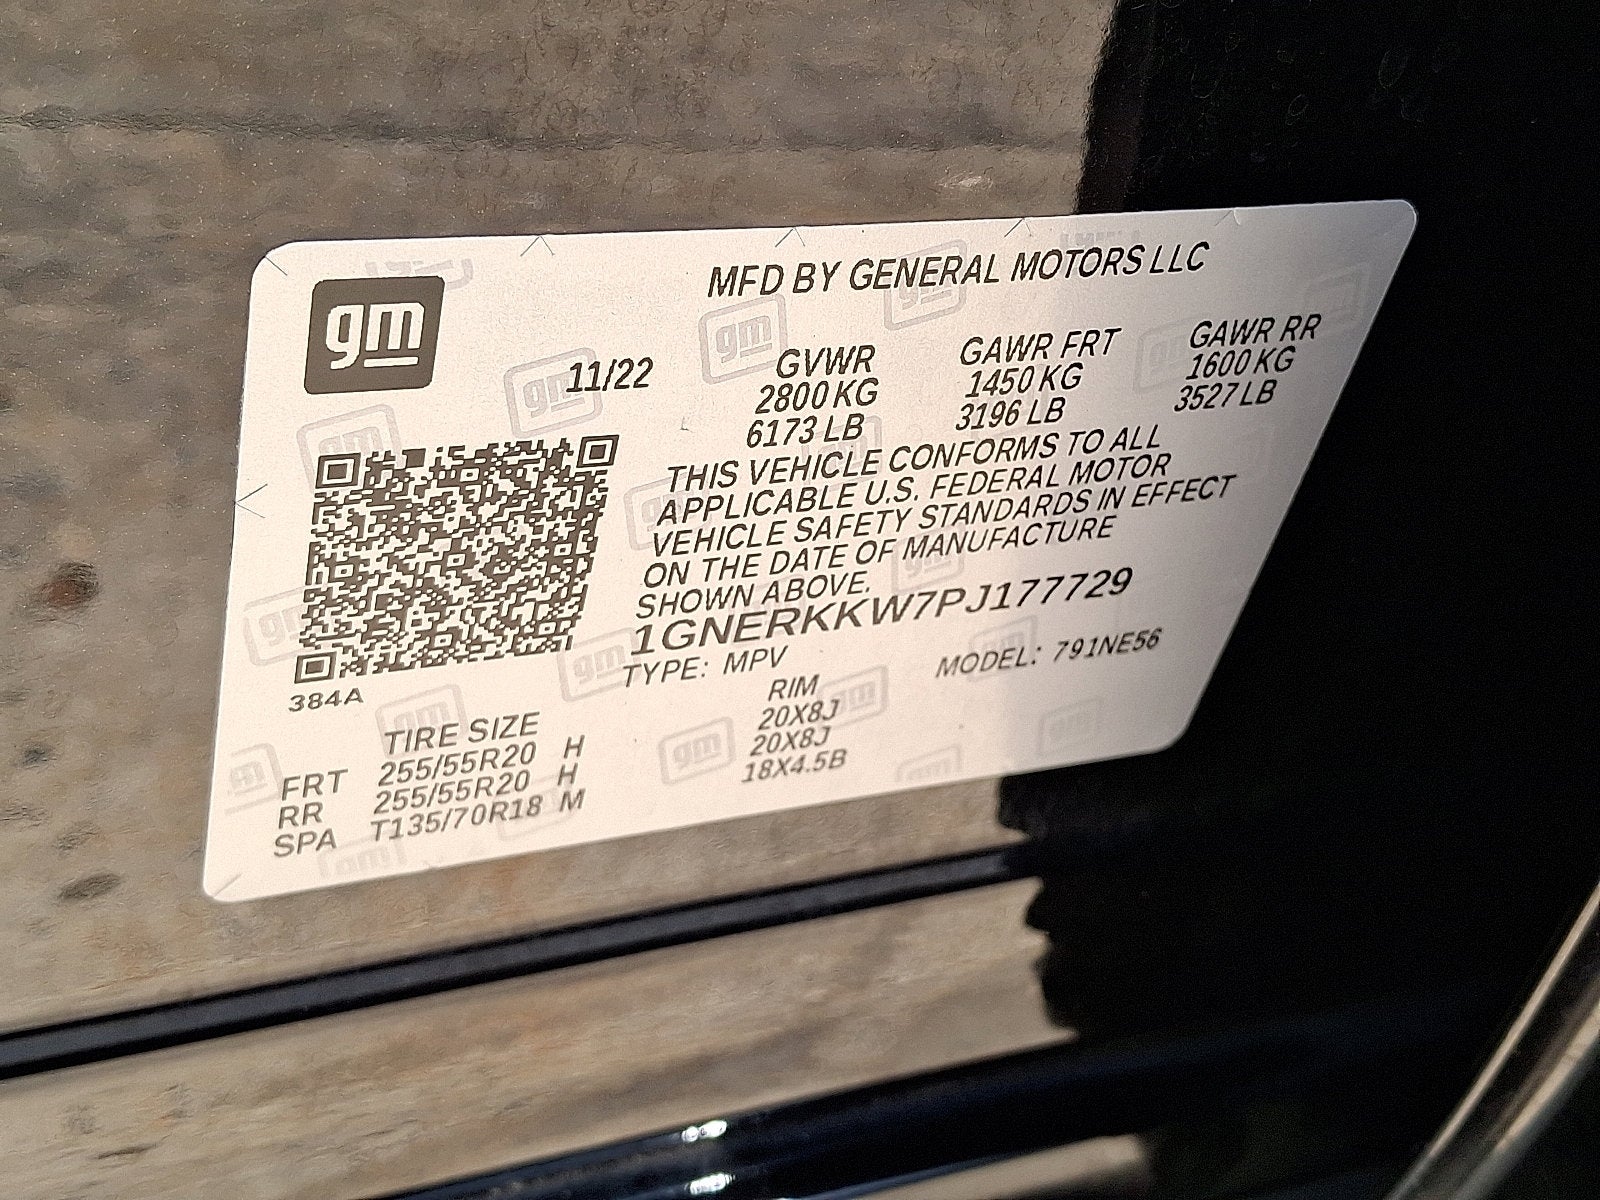 gm
MFD BY GENERAL MOTORS LLC
11/22
GVWR GAWR FRT GAWR RR
2800 KG 1450 KG 1600 KG
6173 LB 3196 LB 3527 LB
THIS VEHICLE CONFORMS TO ALL
APPLICABLE U.S. FEDERAL MOTOR
VEHICLE SAFETY STANDARDS IN EFFECT
ON THE DATE OF MANUFACTURE
SHOWN ABOVE.
1GNERKKW7PJ177729
TYPE: MPV MODEL: 791NE56
384A
TIRE SIZE RIM
FRT 255/55R20 H 20X8J
RR 255/55R20 H 20X8J
SPA T135/70R18 M 18X4.5B